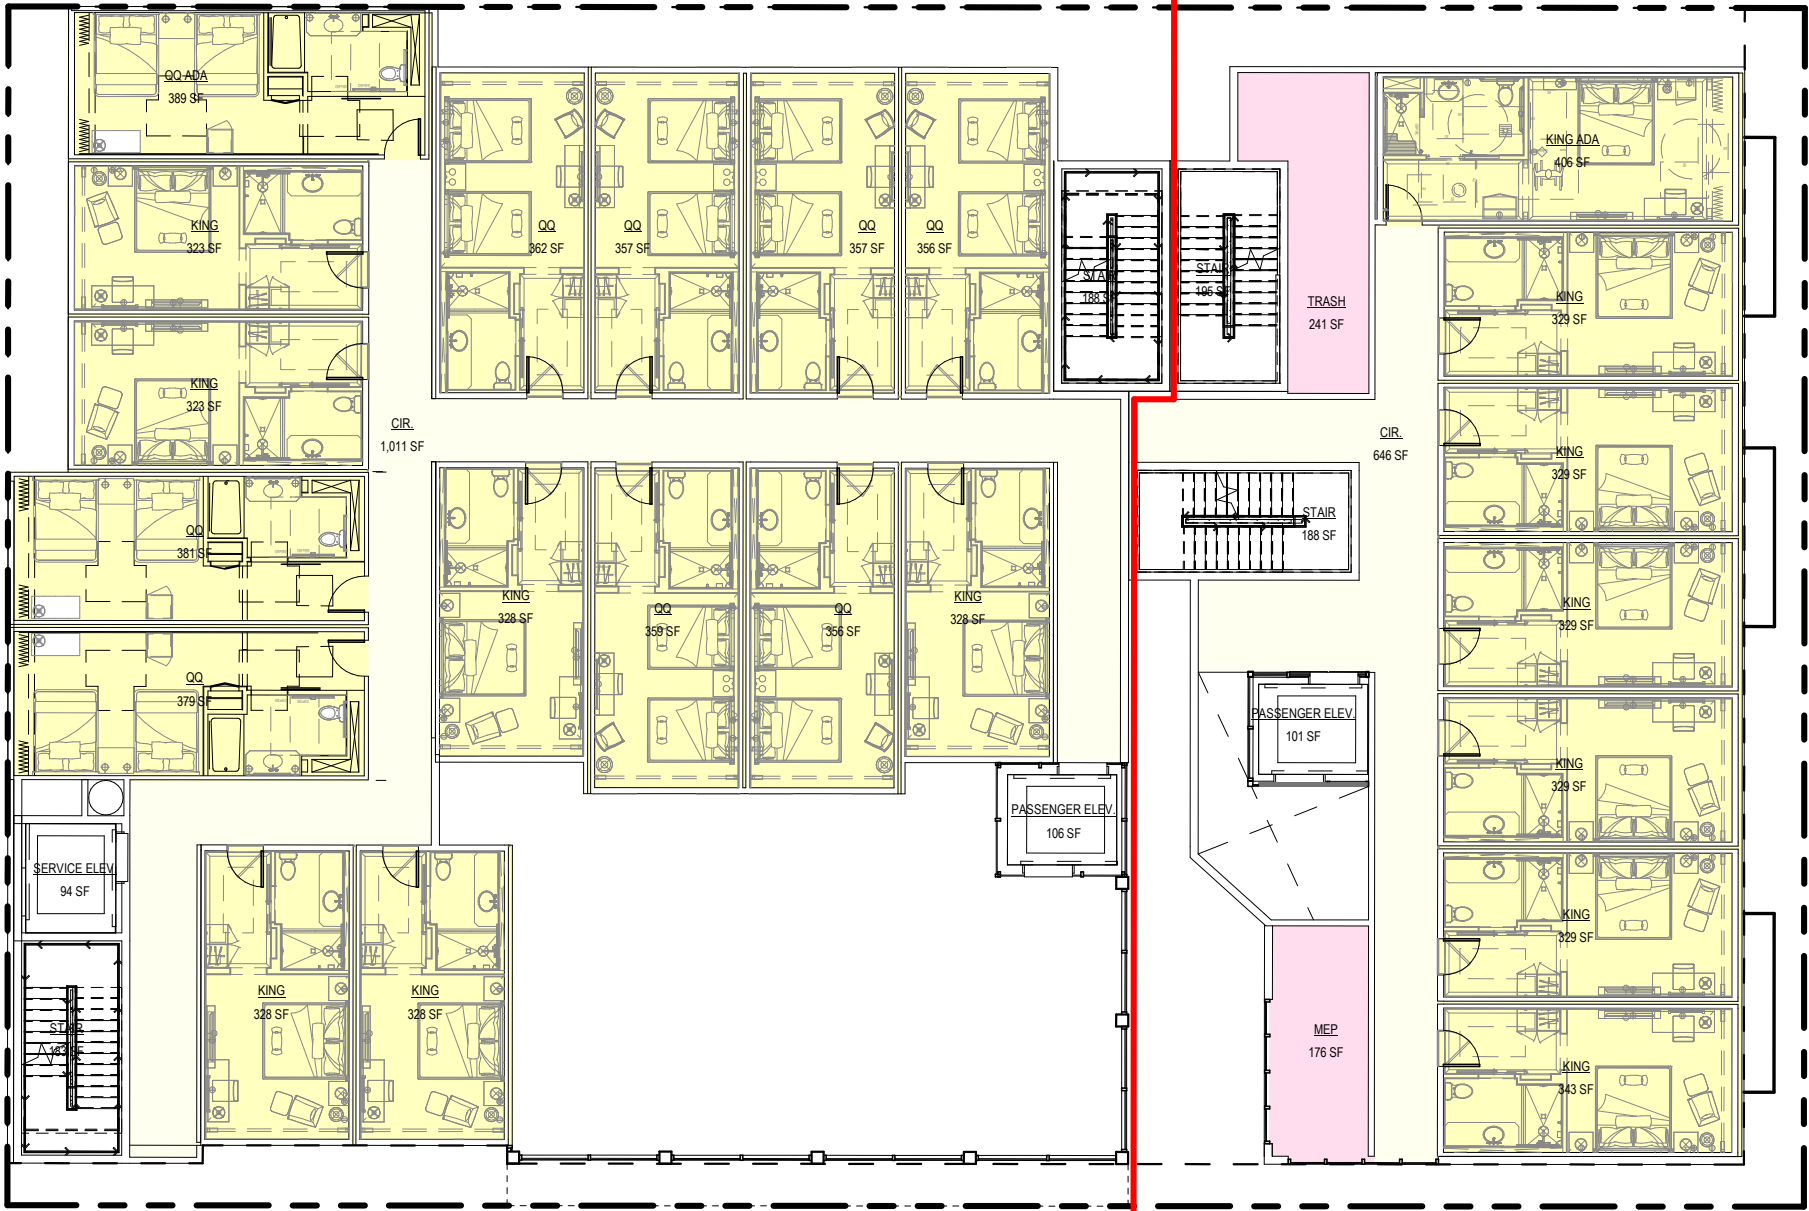 QQ ADA
389 SF
KING
323 SF
KING
323 SF
QQ
381 SF
QQ
379 SF
SERVICE ELEV.
94 SF
STAIR
183 SF
KING
328 SF
KING
328 SF
CIR.
1,011 SF
QQ
362 SF
QQ
357 SF
QQ
357 SF
QQ
356 SF
KING
328 SF
QQ
359 SF
QQ
356 SF
KING
328 SF
PASSENGER ELEV.
106 SF
STAIR
188 SF
STAIR
195 SF
TRASH
241 SF
CIR.
646 SF
STAIR
188 SF
PASSENGER ELEV.
101 SF
MEP
176 SF
KING ADA
406 SF
KING
329 SF
KING
329 SF
KING
329 SF
KING
329 SF
KING
329 SF
KING
343 SF